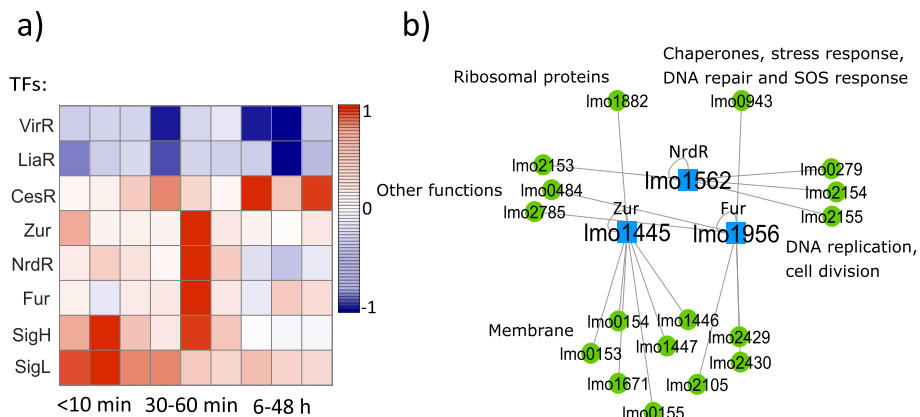 a)
TFs:
VirR
LiaR
CesR
Zur
NrdR
Fur
SigH
SigL
1
0
-1
<10 min 30-60 min 6-48 h
b)
Chaperones, stress response,
DNA repair and SOS response
Ribosomal proteins
lmo1882
lmo0943
NrdR
lmo1562
lmo2153
lmo0279
Other functions
lmo0484
lmo2154
lmo2785
lmo2155
Zur
Fur
lmo1445
lmo1956
DNA replication,
cell division
Membrane
lmo0154
lmo1446
lmo2429
lmo0153
lmo1447
lmo2430
lmo1671
lmo2105
lmo0155